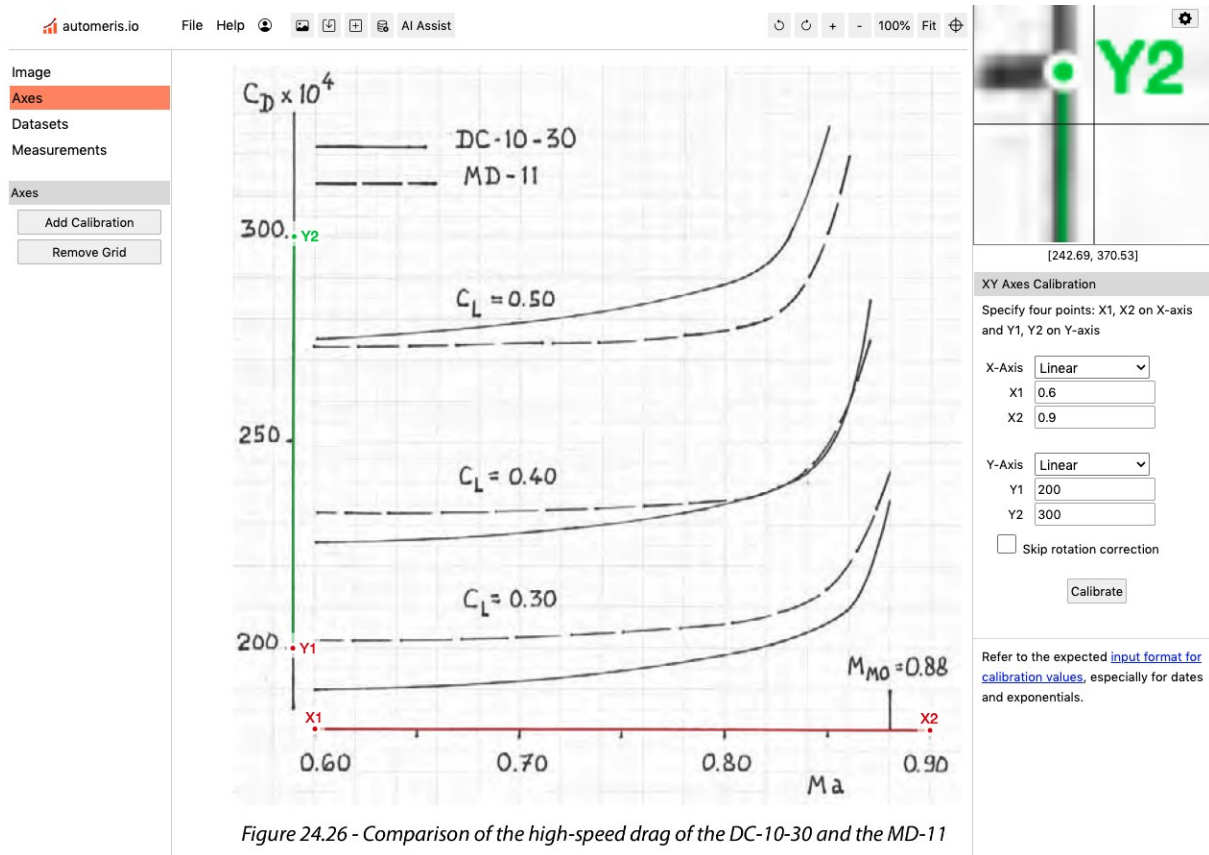 automeris.io
File Help AI Assist + - 100% Fit
Image
Axes
Datasets
Measurements
Axes
Add Calibration
Remove Grid
C_D x 10^4
DC-10-30
MD-11
300
Y2
C_L = 0.50
250
C_L = 0.40
C_L = 0.30
200
Y1
M_MO = 0.88
X1 X2
0.60 0.70 0.80 0.90
Ma
Figure 24.26 - Comparison of the high-speed drag of the DC-10-30 and the MD-11
Y2
[242.69, 370.53]
XY Axes Calibration
Specify four points: X1, X2 on X-axis
and Y1, Y2 on Y-axis
X-Axis Linear
X1 0.6
X2 0.9
Y-Axis Linear
Y1 200
Y2 300
Skip rotation correction
Calibrate
Refer to the expected input format for
calibration values, especially for dates
and exponentials.